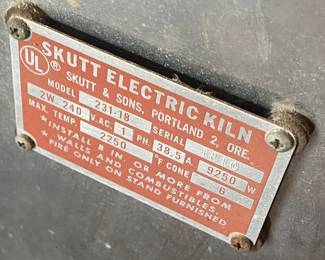 SKUTT ELECTRIC KILN
UL ® SKUTT & SONS, PORTLAND 2, ORE.
MODEL 231-18 SERIAL
2W 240 V.AC 1 PH. 38.5 A. 9250 W
MAX. TEMP. 2250 °F CONE 6
*INSTALL 8 IN. OR MORE FROM
*WALLS AND COMBUSTIBLES.
FIRE ONLY ON STAND FURNISHED